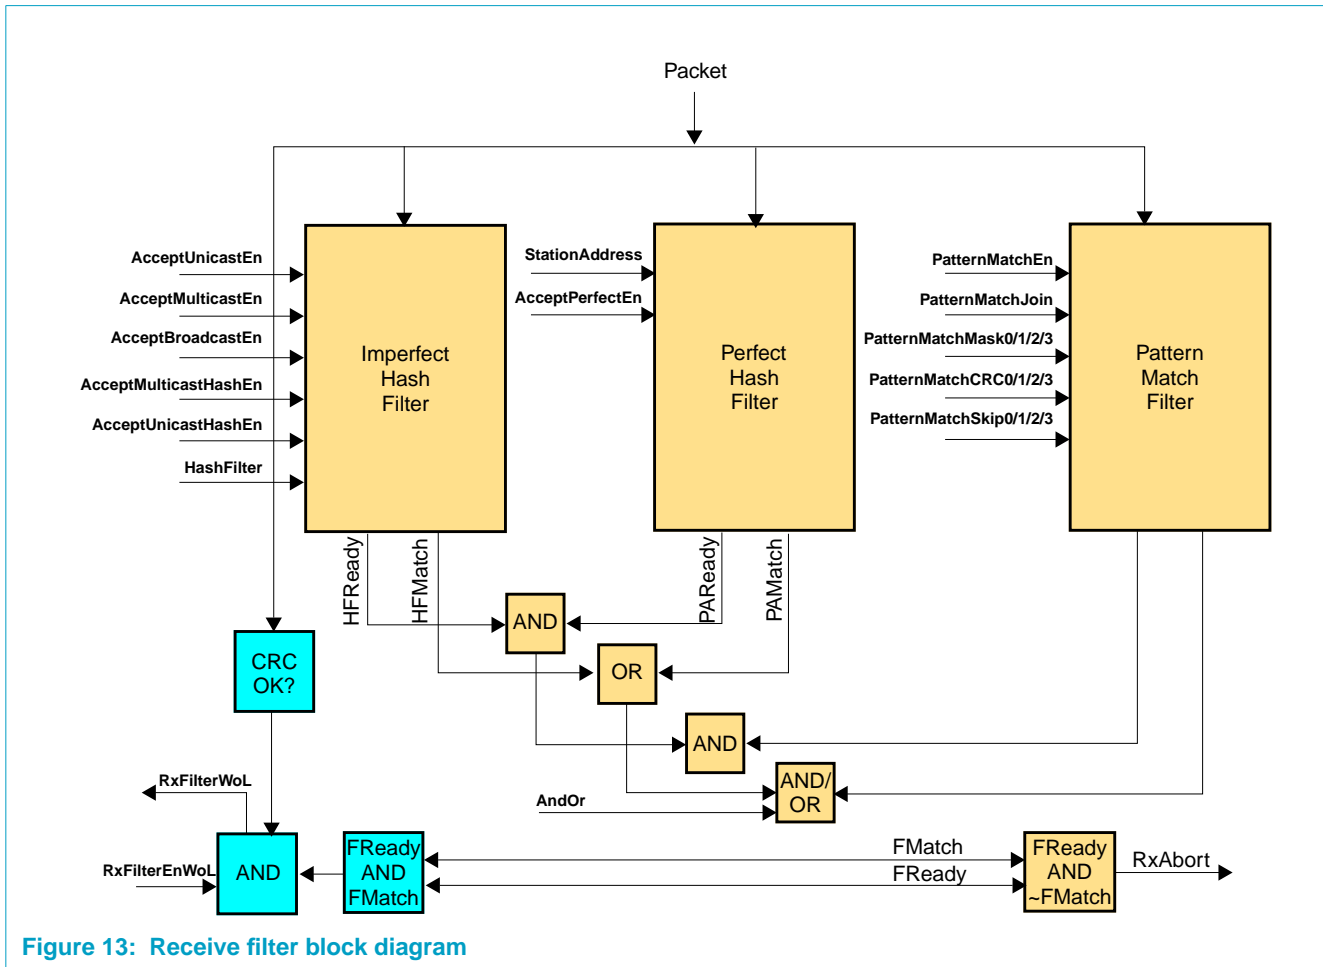 Packet
AcceptUnicastEn
AcceptMulticastEn
AcceptBroadcastEn
AcceptMulticastHashEn
AcceptUnicastHashEn
HashFilter
Imperfect
Hash
Filter
StationAddress
AcceptPerfectEn
Perfect
Hash
Filter
PatternMatchEn
PatternMatchJoin
PatternMatchMask0/1/2/3
PatternMatchCRC0/1/2/3
PatternMatchSkip0/1/2/3
Pattern
Match
Filter
HFReady
HFMatch
PAReady
PAMatch
AND
OR
CRC
OK?
AND
AND/
OR
AndOr
RxFilterWoL
RxFilterEnWoL
AND
FReady
AND
FMatch
FMatch
FReady
FReady
AND
~FMatch
RxAbort
Figure 13: Receive filter block diagram